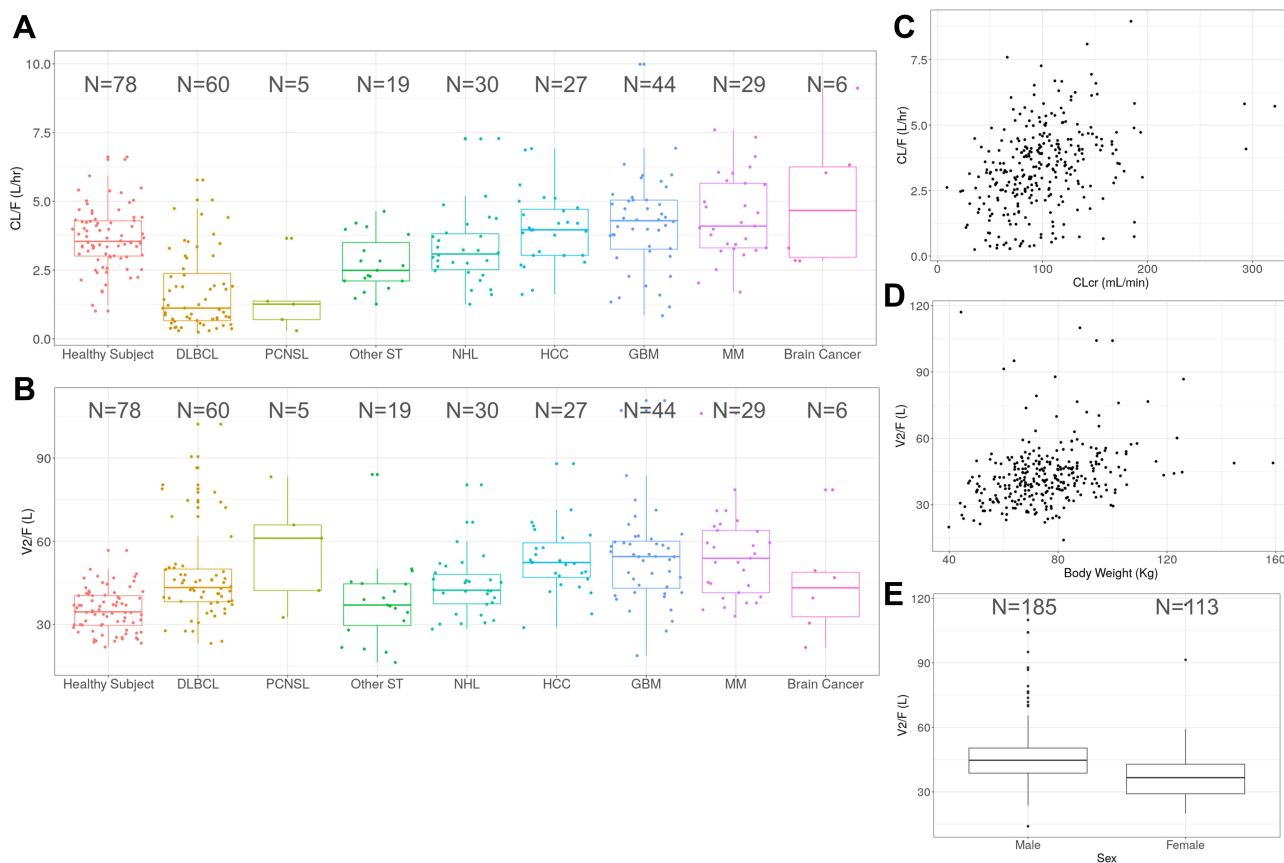 A
N=78 N=60 N=5 N=19 N=30 N=27 N=44 N=29 N=6
10.0
7.5
5.0
2.5
0.0
CL/F (L/hr)
Healthy Subject DLBCL PCNSL Other ST NHL HCC GBM MM Brain Cancer
B
N=78 N=60 N=5 N=19 N=30 N=27 N=44 N=29 N=6
90
60
30
V2/F (L)
Healthy Subject DLBCL PCNSL Other ST NHL HCC GBM MM Brain Cancer
C
7.5
5.0
2.5
0.0
CL/F (L/hr)
0 100 200 300
CLcr (mL/min)
D
120
90
60
30
V2/F (L)
40 80 120 160
Body Weight (Kg)
E
N=185 N=113
120
90
60
30
V2/F (L)
Male Female
Sex